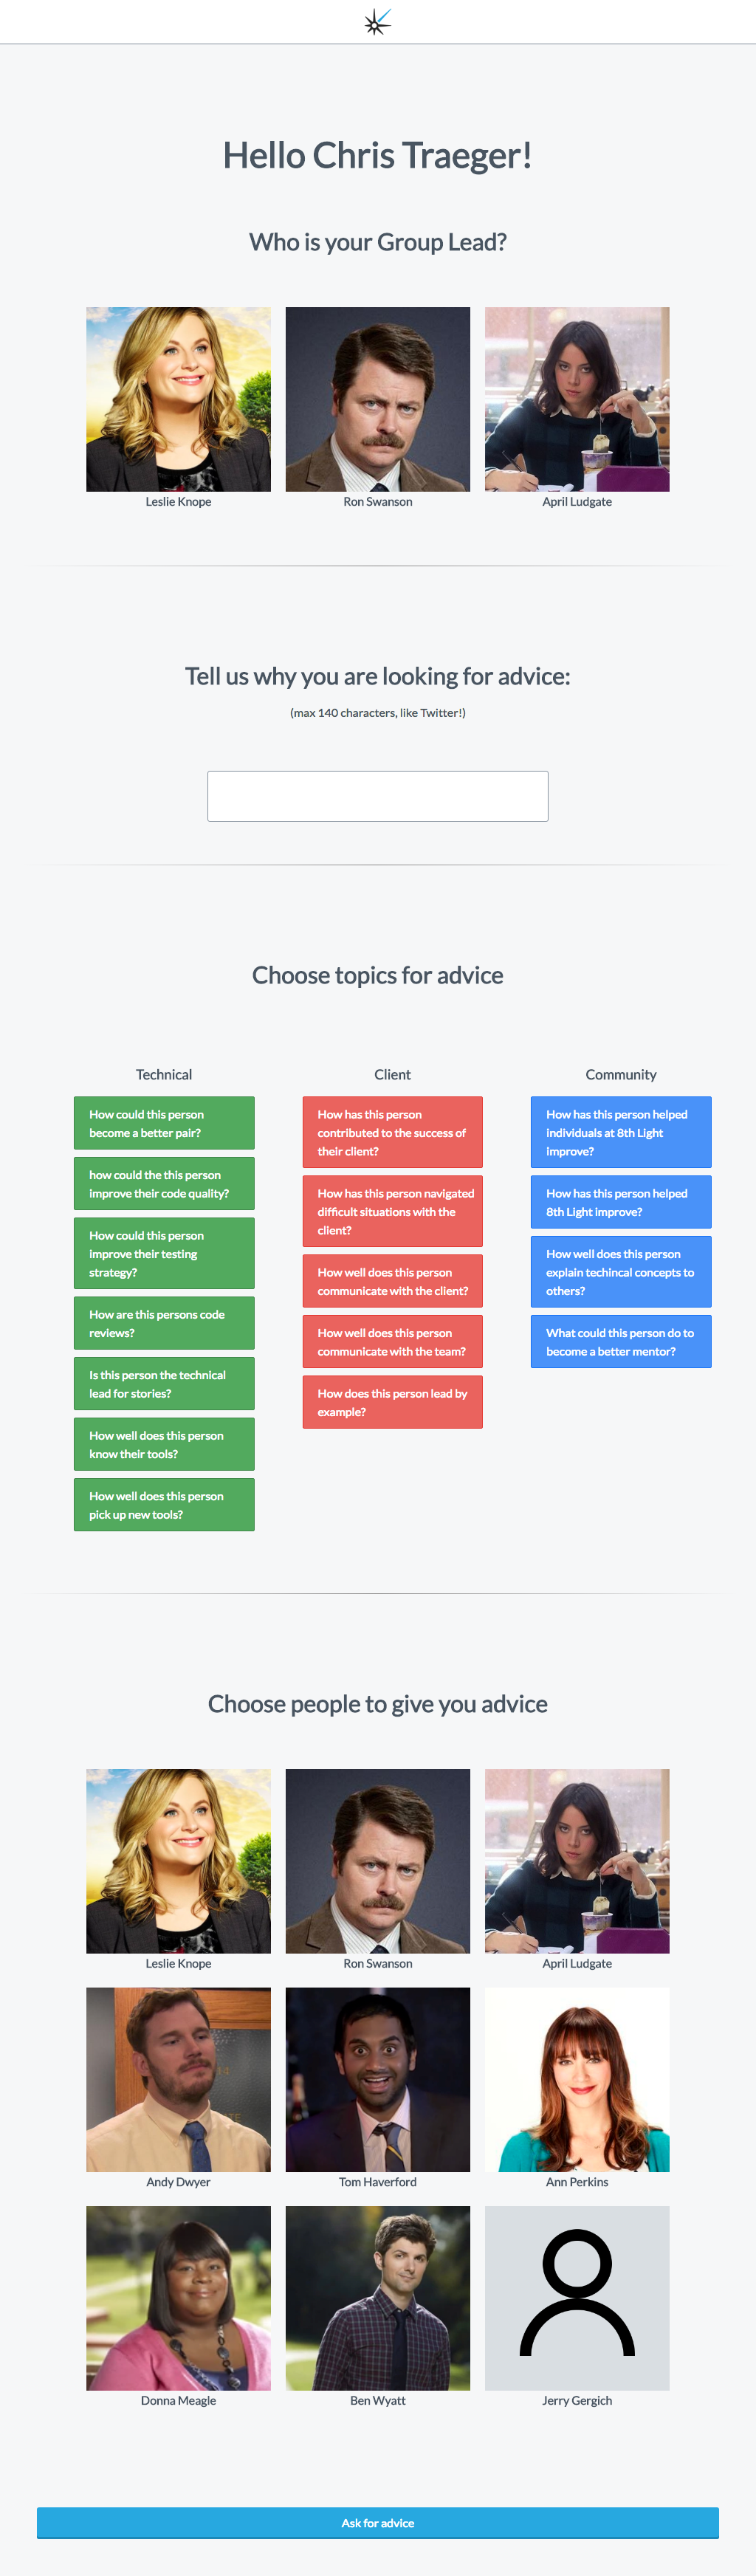 Hello Chris Traeger!
Who is your Group Lead?
Leslie Knope
Ron Swanson
April Ludgate
Tell us why you are looking for advice:
(max 140 characters, like Twitter!)
Choose topics for advice
Technical
How could this person
become a better pair?
how could the this person
improve their code quality?
How could this person
improve their testing
strategy?
How are this persons code
reviews?
Is this person the technical
lead for stories?
How well does this person
know their tools?
How well does this person
pick up new tools?
Client
How has this person
contributed to the success of
their client?
How has this person navigated
difficult situations with the
client?
How well does this person
communicate with the client?
How well does this person
communicate with the team?
How does this person lead by
example?
Community
How has this person helped
individuals at 8th Light
improve?
How has this person helped
8th Light improve?
How well does this person
explain techincal concepts to
others?
What could this person do to
become a better mentor?
Choose people to give you advice
Leslie Knope
Ron Swanson
April Ludgate
Andy Dwyer
Tom Haverford
Ann Perkins
Donna Meagle
Ben Wyatt
Jerry Gergich
Ask for advice